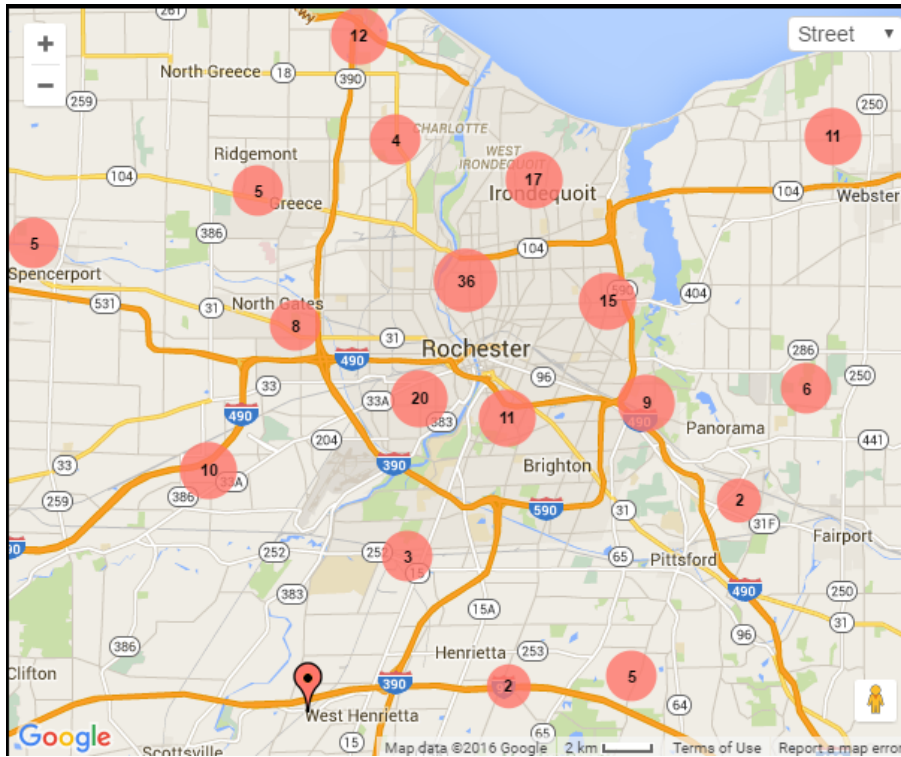 261
12
Street
+
−
North Greece
18
390
259
250
CHARLOTTE
4
11
WEST
IRONDEQUOIT
Ridgemont
17
104
5
Irondequoit
104
Greece
Webster
386
5
104
Spencerport
36
590
15
404
531
31
North Gates
8
31
Rochester
490
286
33
96
250
33A
6
490
20
383
11
9
490
Panorama
204
441
33
10
33A
390
Brighton
386
259
2
590
31
31F
Fairport
252
252
3
15
65
Pittsford
383
490
250
15A
31
96
386
Henrietta
253
Clifton
390
2
5
64
West Henrietta
65
15
Google
Scottsville
Map data ©2016 Google
2 km
Terms of Use
Report a map error